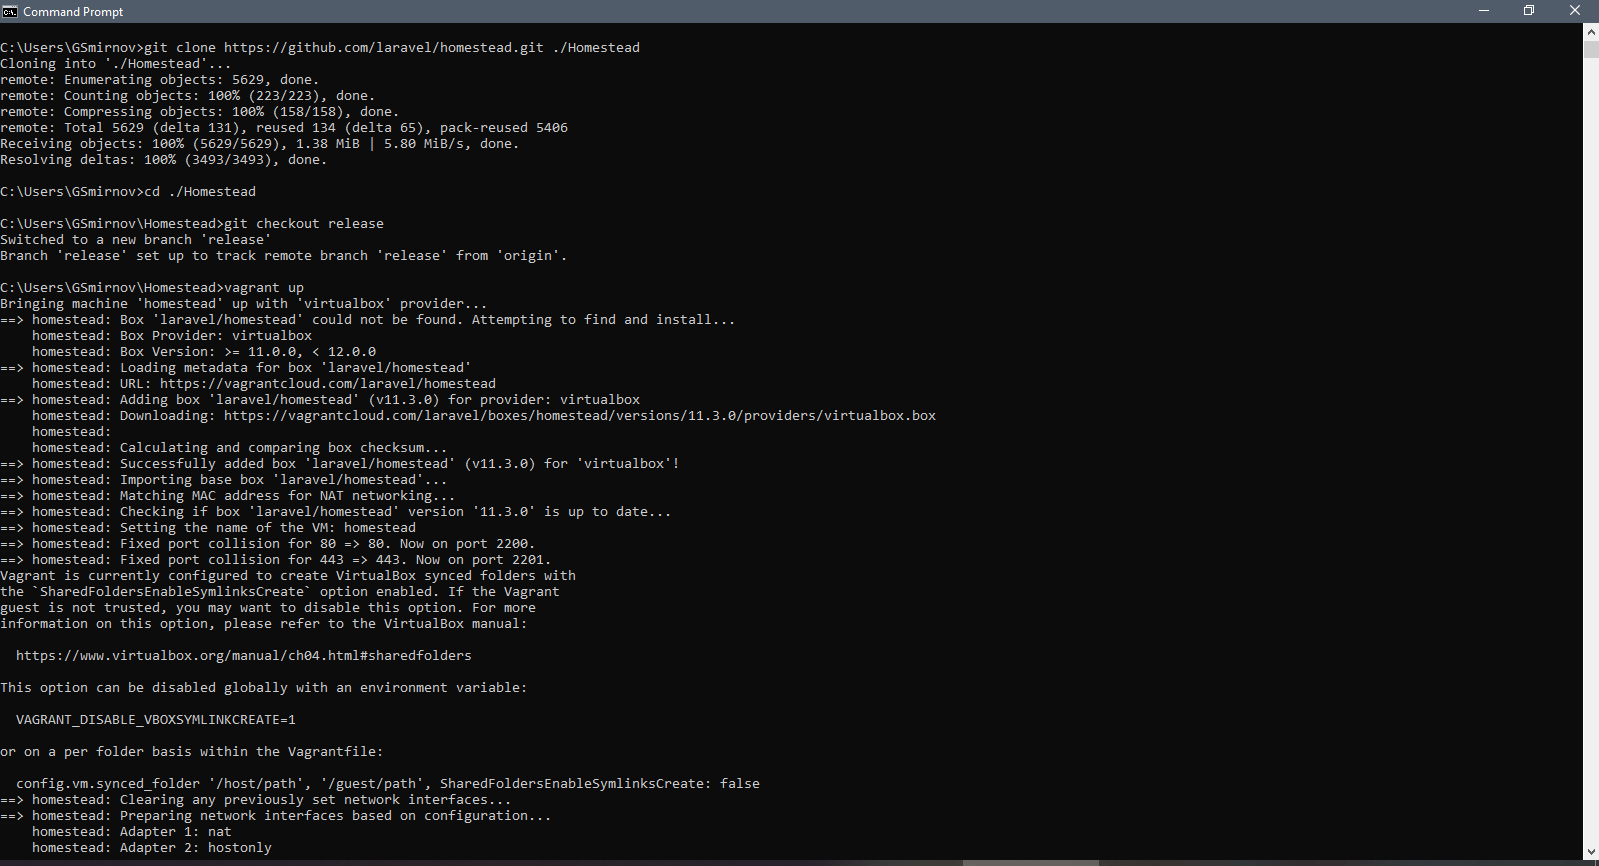 Command Prompt
C:\Users\GSmirnov>git clone https://github.com/laravel/homestead.git ./Homestead
Cloning into './Homestead'...
remote: Enumerating objects: 5629, done.
remote: Counting objects: 100% (223/223), done.
remote: Compressing objects: 100% (158/158), done.
remote: Total 5629 (delta 131), reused 134 (delta 65), pack-reused 5406
Receiving objects: 100% (5629/5629), 1.38 MiB | 5.80 MiB/s, done.
Resolving deltas: 100% (3493/3493), done.
C:\Users\GSmirnov>cd ./Homestead
C:\Users\GSmirnov\Homestead>git checkout release
Switched to a new branch 'release'
Branch 'release' set up to track remote branch 'release' from 'origin'.
C:\Users\GSmirnov\Homestead>vagrant up
Bringing machine 'homestead' up with 'virtualbox' provider...
==> homestead: Box 'laravel/homestead' could not be found. Attempting to find and install...
    homestead: Box Provider: virtualbox
    homestead: Box Version: >= 11.0.0, < 12.0.0
==> homestead: Loading metadata for box 'laravel/homestead'
    homestead: URL: https://vagrantcloud.com/laravel/homestead
==> homestead: Adding box 'laravel/homestead' (v11.3.0) for provider: virtualbox
    homestead: Downloading: https://vagrantcloud.com/laravel/boxes/homestead/versions/11.3.0/providers/virtualbox.box
    homestead:
    homestead: Calculating and comparing box checksum...
==> homestead: Successfully added box 'laravel/homestead' (v11.3.0) for 'virtualbox'!
==> homestead: Importing base box 'laravel/homestead'...
==> homestead: Matching MAC address for NAT networking...
==> homestead: Checking if box 'laravel/homestead' version '11.3.0' is up to date...
==> homestead: Setting the name of the VM: homestead
==> homestead: Fixed port collision for 80 => 80. Now on port 2200.
==> homestead: Fixed port collision for 443 => 443. Now on port 2201.
Vagrant is currently configured to create VirtualBox synced folders with
the `SharedFoldersEnableSymlinksCreate` option enabled. If the Vagrant
guest is not trusted, you may want to disable this option. For more
information on this option, please refer to the VirtualBox manual:
  https://www.virtualbox.org/manual/ch04.html#sharedfolders
This option can be disabled globally with an environment variable:
  VAGRANT_DISABLE_VBOXSYMLINKCREATE=1
or on a per folder basis within the Vagrantfile:
  config.vm.synced_folder '/host/path', '/guest/path', SharedFoldersEnableSymlinksCreate: false
==> homestead: Clearing any previously set network interfaces...
==> homestead: Preparing network interfaces based on configuration...
    homestead: Adapter 1: nat
    homestead: Adapter 2: hostonly